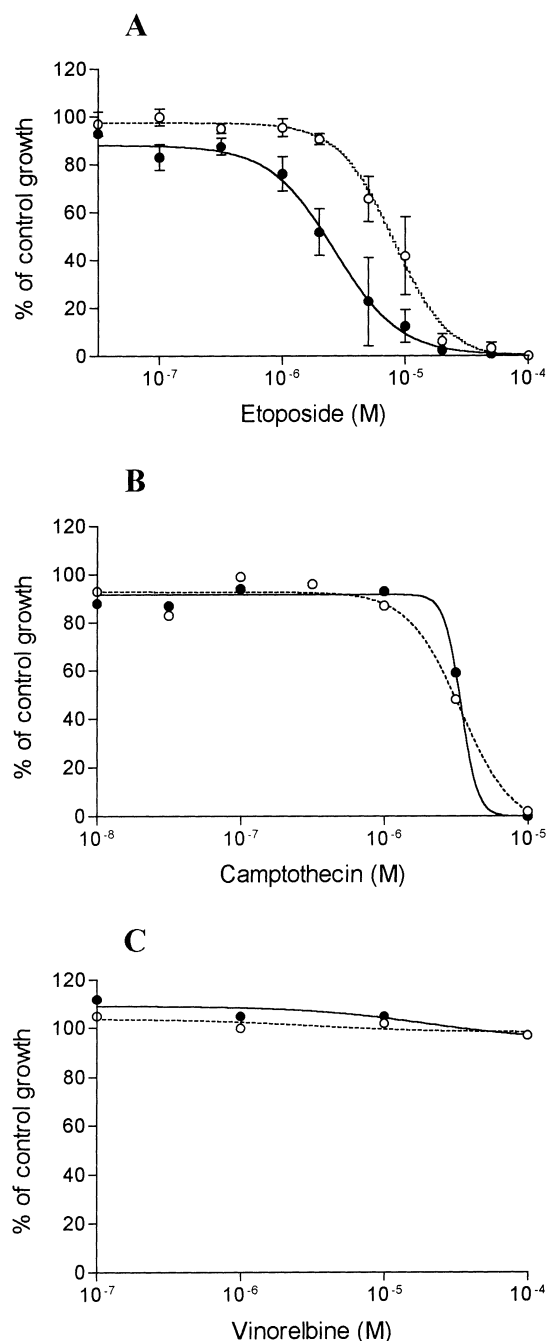 A
% of control growth
120
100
80
60
40
20
0
10⁻⁷ 10⁻⁶ 10⁻⁵ 10⁻⁴
Etoposide (M)
B
% of control growth
120
100
80
60
40
20
0
10⁻⁸ 10⁻⁷ 10⁻⁶ 10⁻⁵
Camptothecin (M)
C
% of control growth
120
100
80
60
40
20
0
10⁻⁷ 10⁻⁶ 10⁻⁵ 10⁻⁴
Vinorelbine (M)